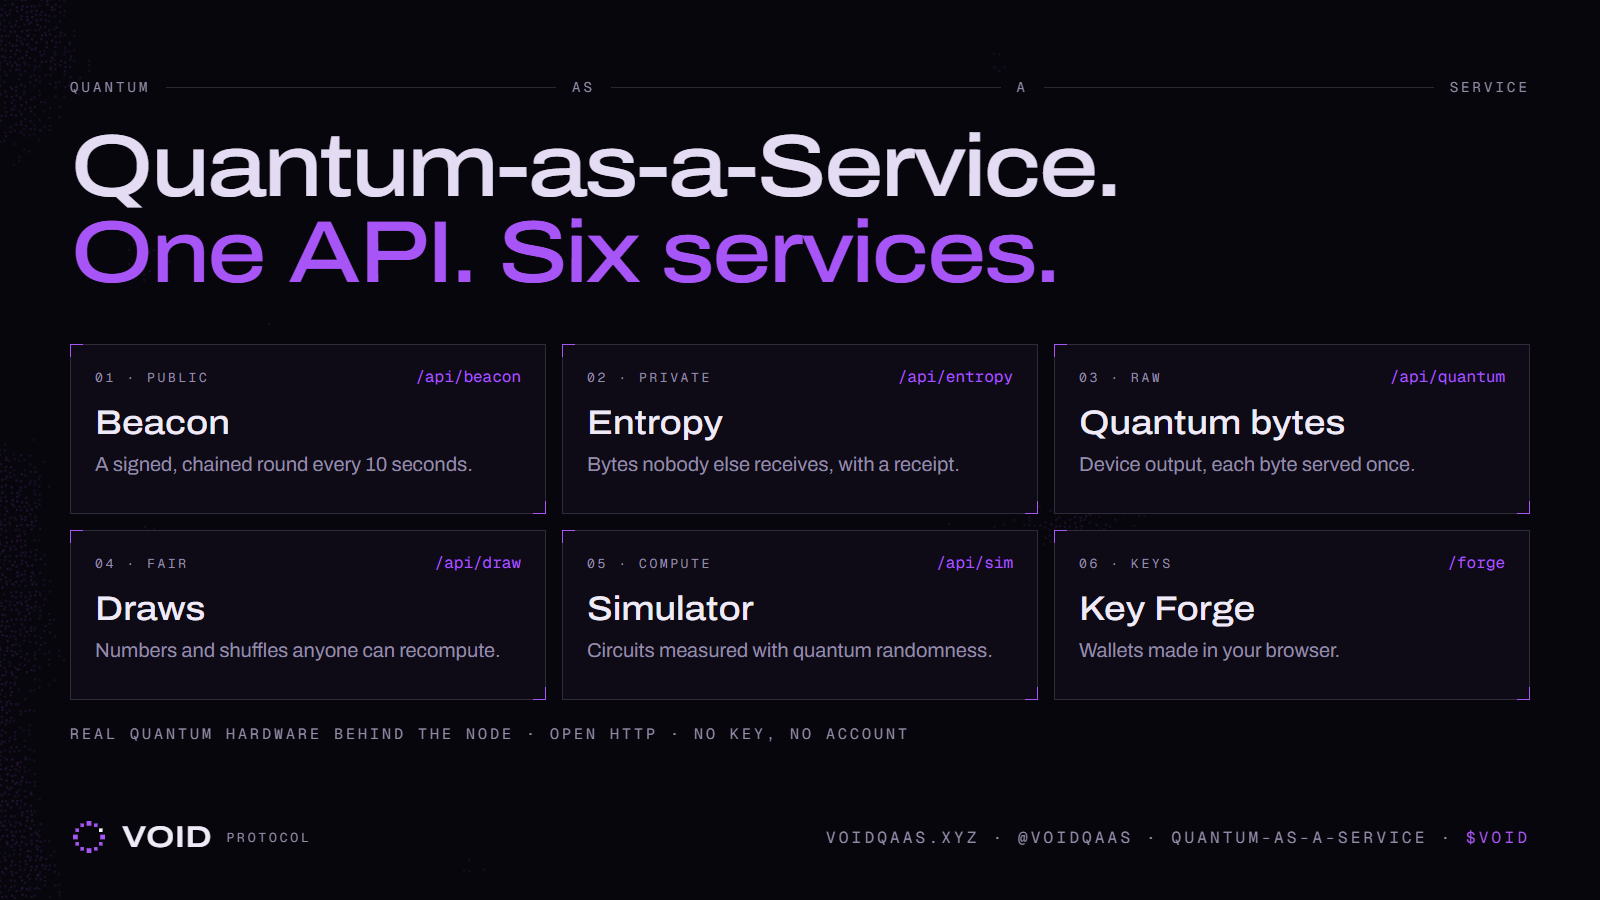 QUANTUM AS A SERVICE
Quantum-as-a-Service.
One API. Six services.
01 · PUBLIC /api/beacon
Beacon
A signed, chained round every 10 seconds.
02 · PRIVATE /api/entropy
Entropy
Bytes nobody else receives, with a receipt.
03 · RAW /api/quantum
Quantum bytes
Device output, each byte served once.
04 · FAIR /api/draw
Draws
Numbers and shuffles anyone can recompute.
05 · COMPUTE /api/sim
Simulator
Circuits measured with quantum randomness.
06 · KEYS /forge
Key Forge
Wallets made in your browser.
REAL QUANTUM HARDWARE BEHIND THE NODE · OPEN HTTP · NO KEY, NO ACCOUNT
VOID PROTOCOL
VOIDQAAS.XYZ · @VOIDQAAS · QUANTUM-AS-A-SERVICE · $VOID